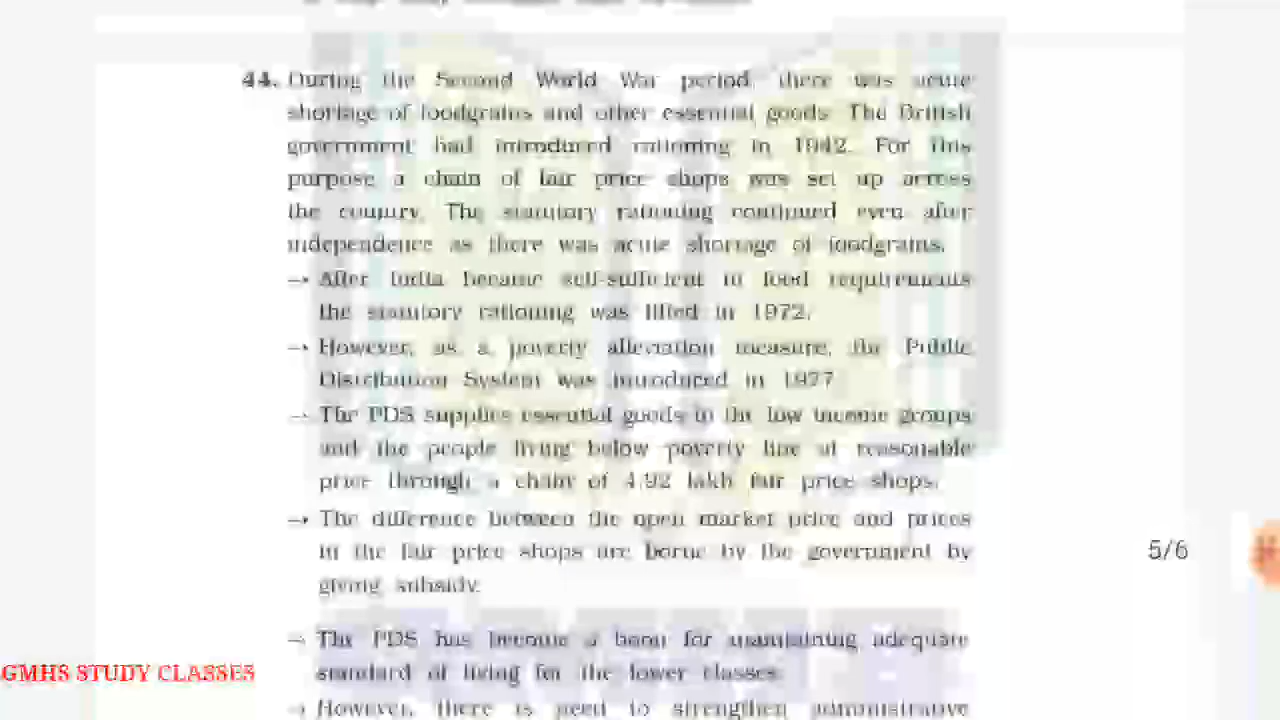 44. During the Second World War period, there was acute
shortage of foodgrains and other essential goods. The British
government had introduced rationing in 1942. For this
purpose a chain of fair price shops was set up across
the country. The statutory rationing continued even after
independence as there was acute shortage of foodgrains.
→ After India became self-sufficient in food requirements
the statutory rationing was lifted in 1972.
→ However, as a poverty alleviation measure, the Public
Distribution System was introduced in 1977
→ The PDS supplies essential goods to the low income groups
and the people living below poverty line at reasonable
price through a chain of 4.92 lakh fair price shops.
→ The difference between the open market price and prices
in the fair price shops are borne by the government by
giving subsidy.
5/6
→ The PDS has become a boon for maintaining adequate
standard of living for the lower classes.
GMHS STUDY CLASSES
→ However, there is need to strengthen administrative